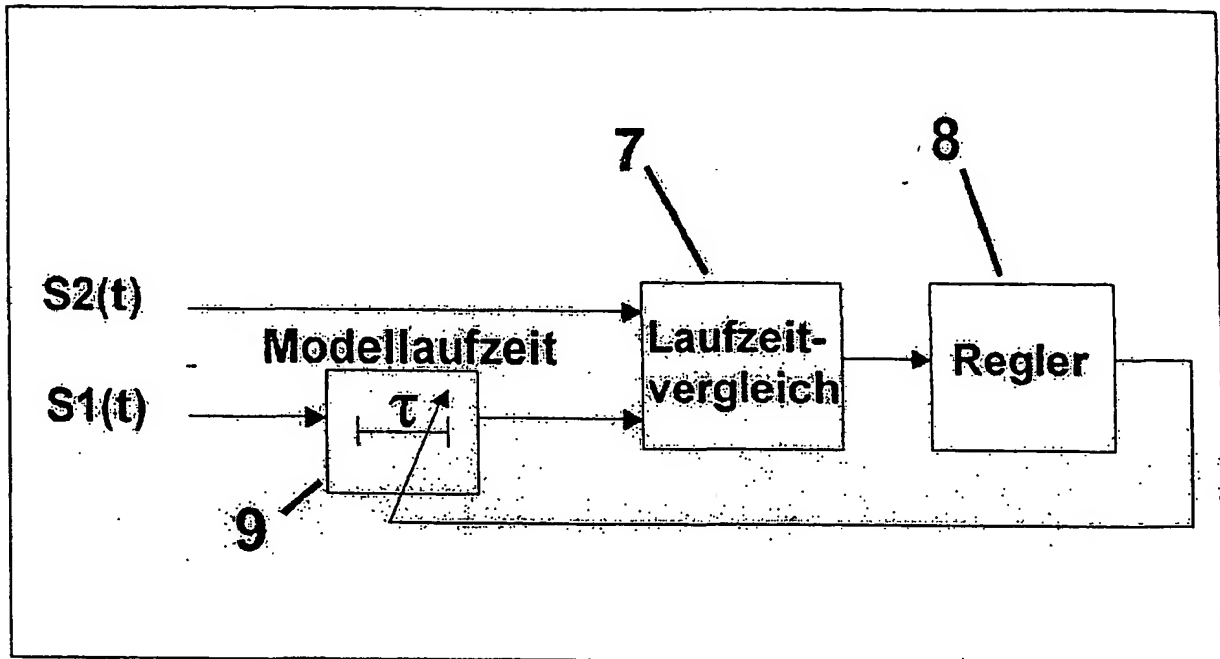 7
8
S2(t)
Modellaufzeit
Laufzeit-
vergleich
Regler
S1(t)
τ
9